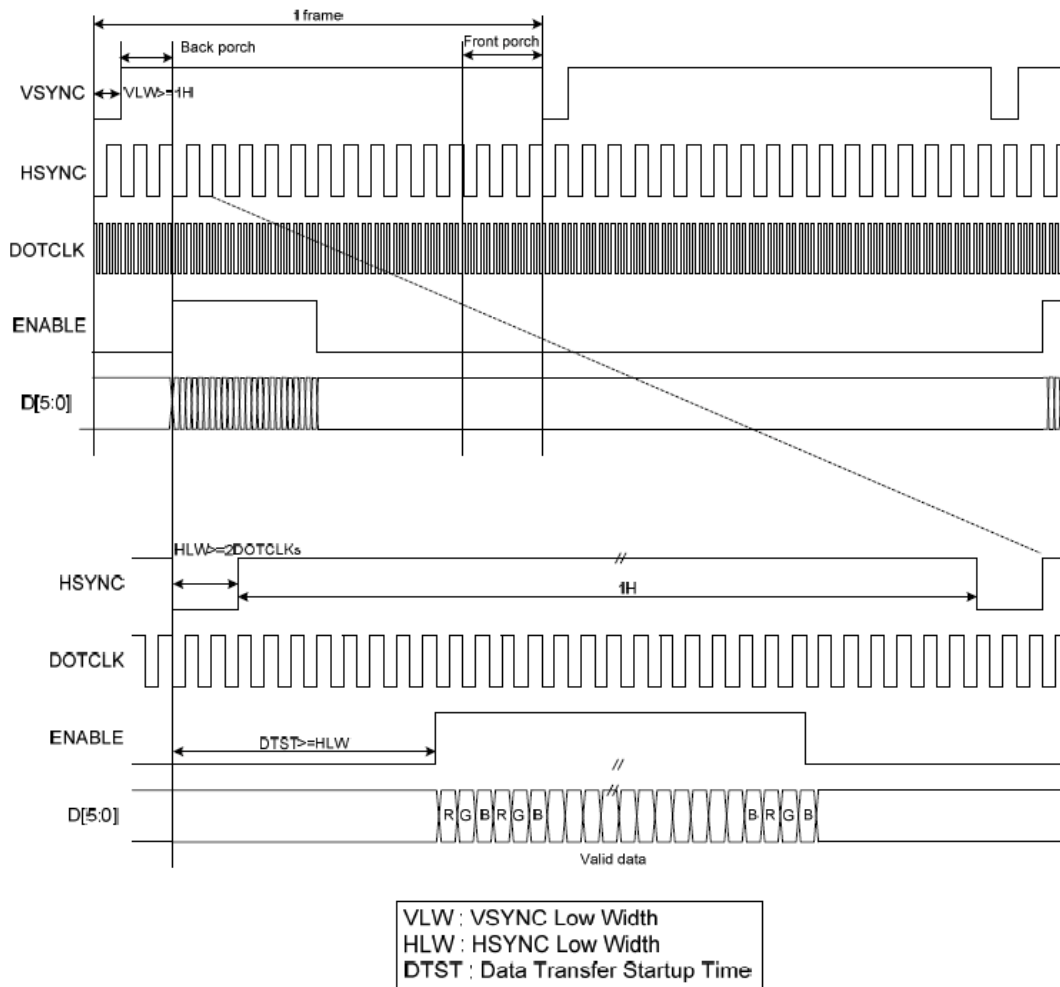 1 frame
Back porch
Front porch
VSYNC
VLW>=1H
HSYNC
DOTCLK
ENABLE
D[5:0]
HLW>=2DOTCLKs
//
HSYNC
1H
DOTCLK
ENABLE
DTST>=HLW
//
//
D[5:0]
R G B R G B B R G B
Valid data
VLW : VSYNC Low Width
HLW : HSYNC Low Width
DTST : Data Transfer Startup Time